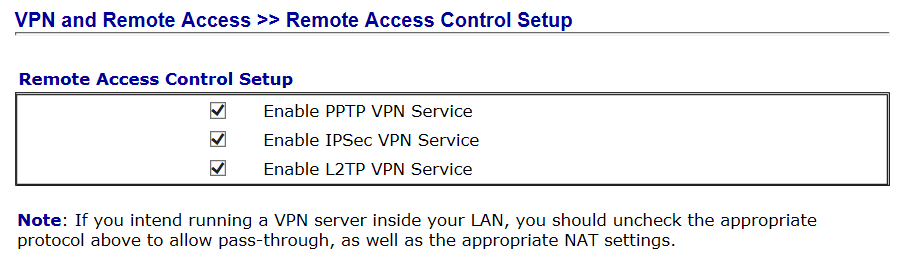 VPN and Remote Access >> Remote Access Control Setup
Remote Access Control Setup
Enable PPTP VPN Service
Enable IPSec VPN Service
Enable L2TP VPN Service
Note: If you intend running a VPN server inside your LAN, you should uncheck the appropriate
protocol above to allow pass-through, as well as the appropriate NAT settings.